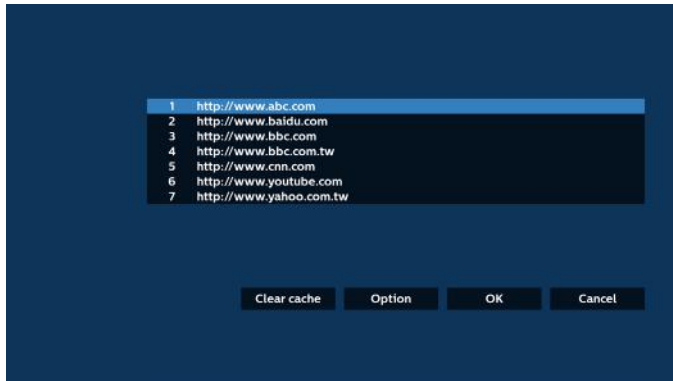 1 http://www.abc.com
2 http://www.baidu.com
3 http://www.bbc.com
4 http://www.bbc.com.tw
5 http://www.cnn.com
6 http://www.youtube.com
7 http://www.yahoo.com.tw
Clear cache Option OK Cancel